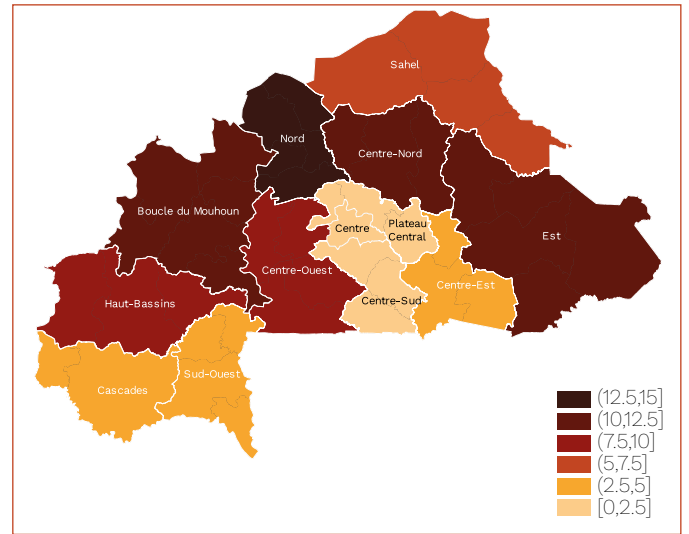 Sahel
Nord
Centre-Nord
Boucle du Mouhoun
Plateau
Central
Centre
Est
Centre-Ouest
Centre-Est
Haut-Bassins
Centre-Sud
Sud-Ouest
Cascades
(12.5,15]
(10,12.5]
(7.5,10]
(5,7.5]
(2.5,5]
[0,2.5]